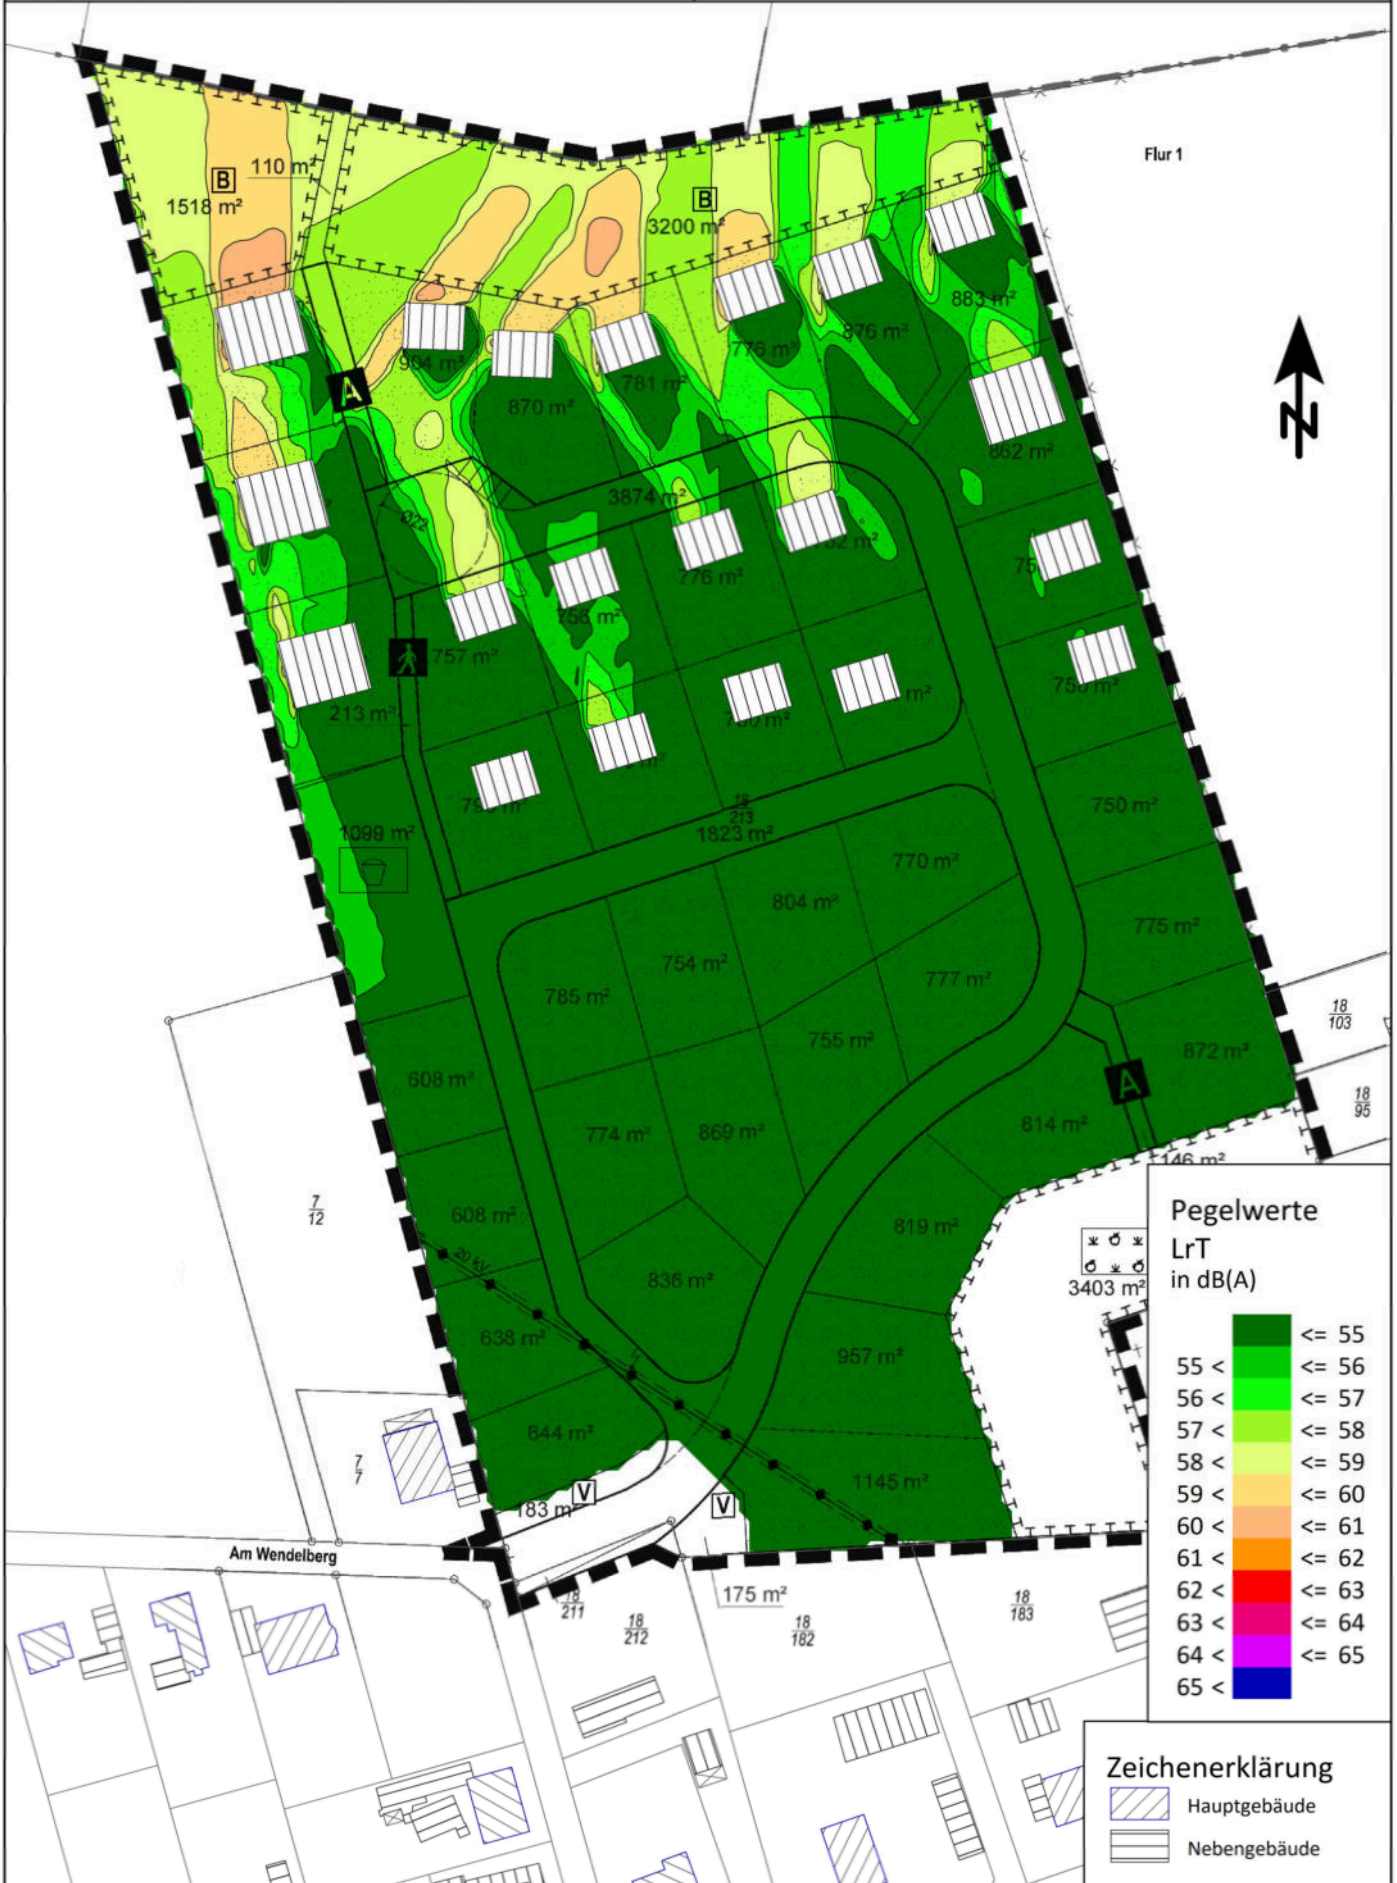 Flur 1
110 m²
B
1518 m²
B
3200 m²
883 m²
876 m²
776 m²
904 m²
781 m²
A
870 m²
862 m²
3874 m²
Ø22
776 m²
756 m²
757 m²
213 m²
1099 m²
18
213
1823 m²
750 m²
770 m²
804 m²
775 m²
754 m²
777 m²
785 m²
755 m²
872 m²
18
103
608 m²
A
18
95
614 m²
774 m²
869 m²
146 m²
7
12
608 m²
819 m²
20 kV
836 m²
3403 m²
638 m²
957 m²
644 m²
7
7
1145 m²
183 m²
V
V
Am Wendelberg
175 m²
18
211
18
212
18
182
18
183
N
Pegelwerte
LrT
in dB(A)
<= 55
55 < <= 56
56 < <= 57
57 < <= 58
58 < <= 59
59 < <= 60
60 < <= 61
61 < <= 62
62 < <= 63
63 < <= 64
64 < <= 65
65 <
Zeichenerklärung
Hauptgebäude
Nebengebäude